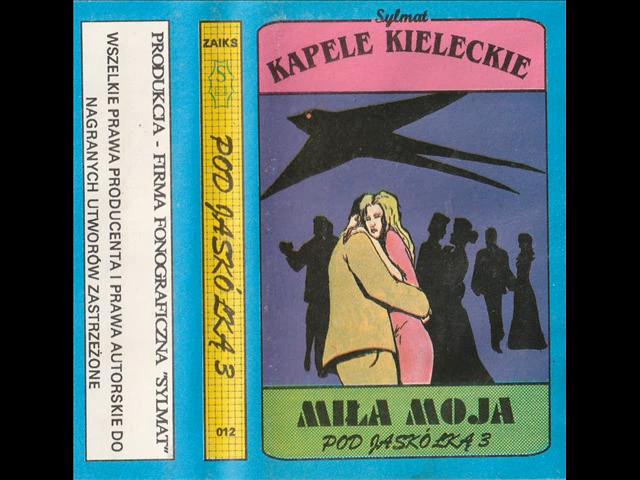 PRODUKCJA - FIRMA FONOGRAFICZNA "SYLMAT"
WSZELKIE PRAWA PRODUCENTA I PRAWA AUTORSKIE DO
NAGRANYCH UTWORÓW ZASTRZEŻONE
ZAIKS
S
POD JASKÓŁKĄ 3
012
Sylmat
KAPELE KIELECKIE
MIŁA MOJA
POD JASKÓŁKĄ 3